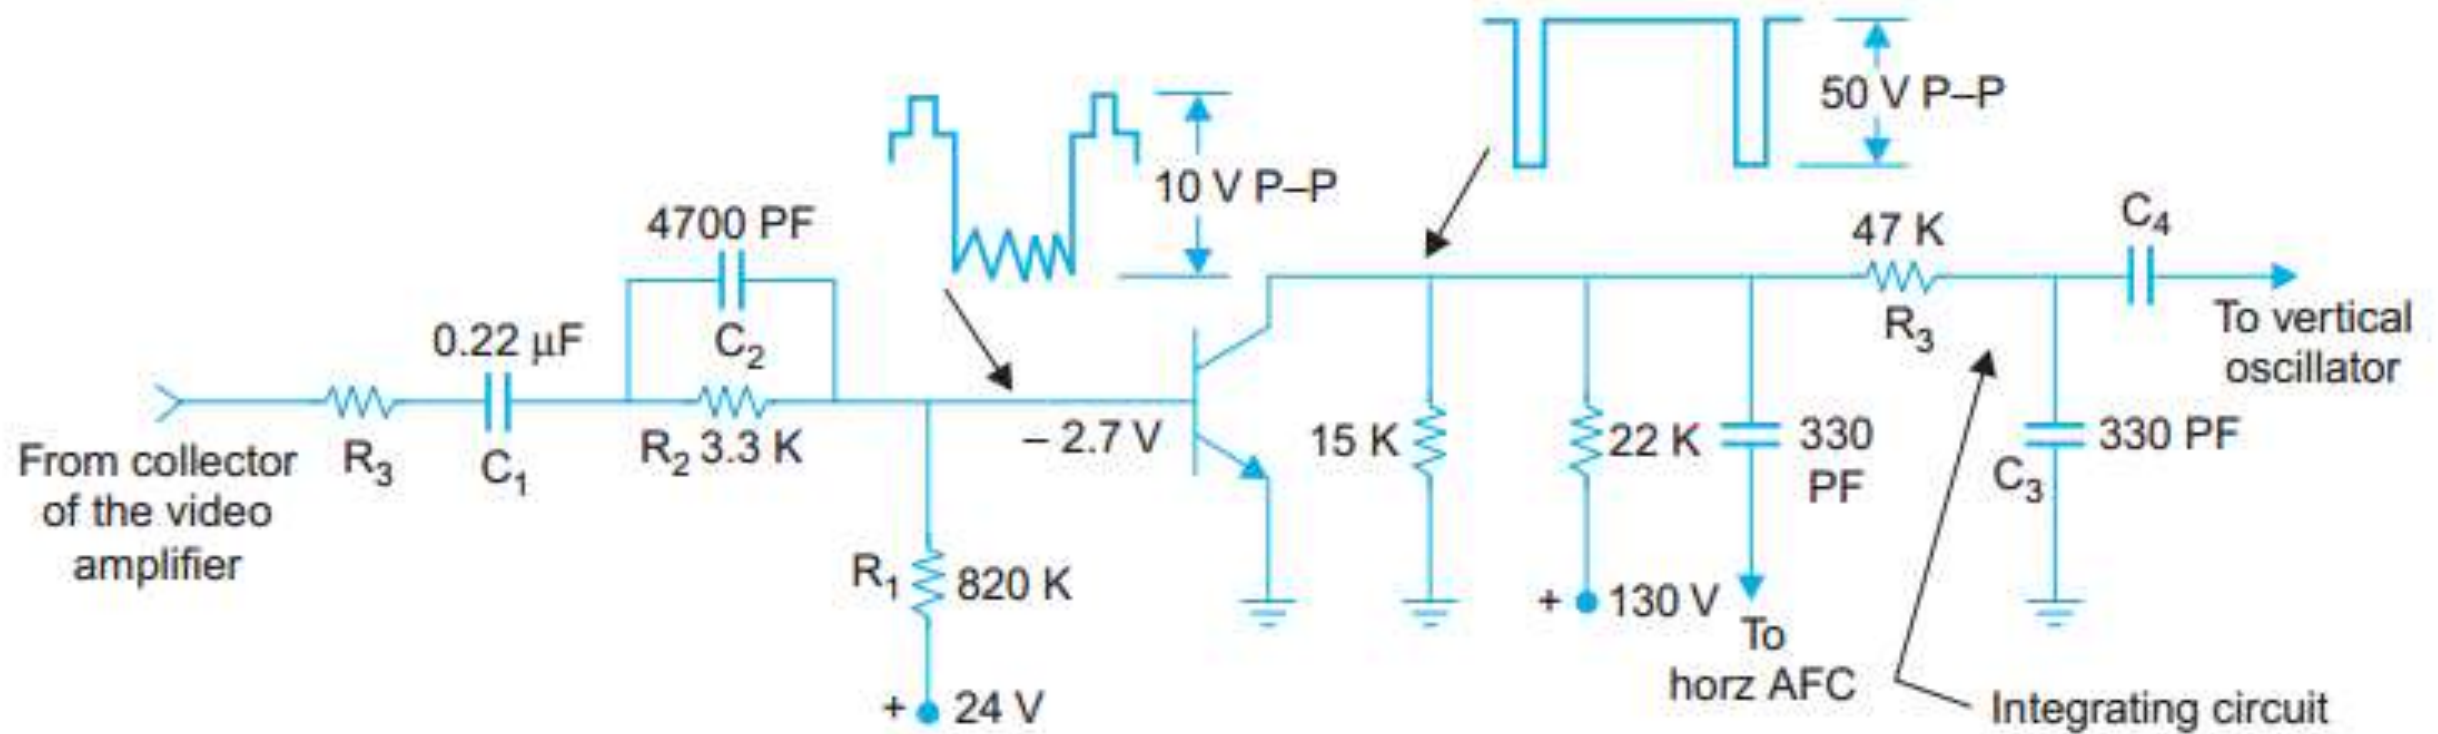 50 V P–P
10 V P–P
4700 PF
C2
0.22 μF
C1
From collector
of the video
amplifier
R3
R2 3.3 K
– 2.7 V
R1
820 K
+ 24 V
15 K
22 K
330
PF
+ 130 V
To
horz AFC
47 K
R3
C4
To vertical
oscillator
C3
330 PF
Integrating circuit